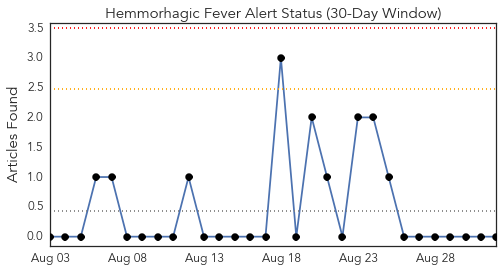 Hemmorhagic Fever Alert Status (30-Day Window)
Articles Found
3.5
3.0
2.5
2.0
1.5
1.0
0.5
0.0
Aug 03 Aug 08 Aug 13 Aug 18 Aug 23 Aug 28